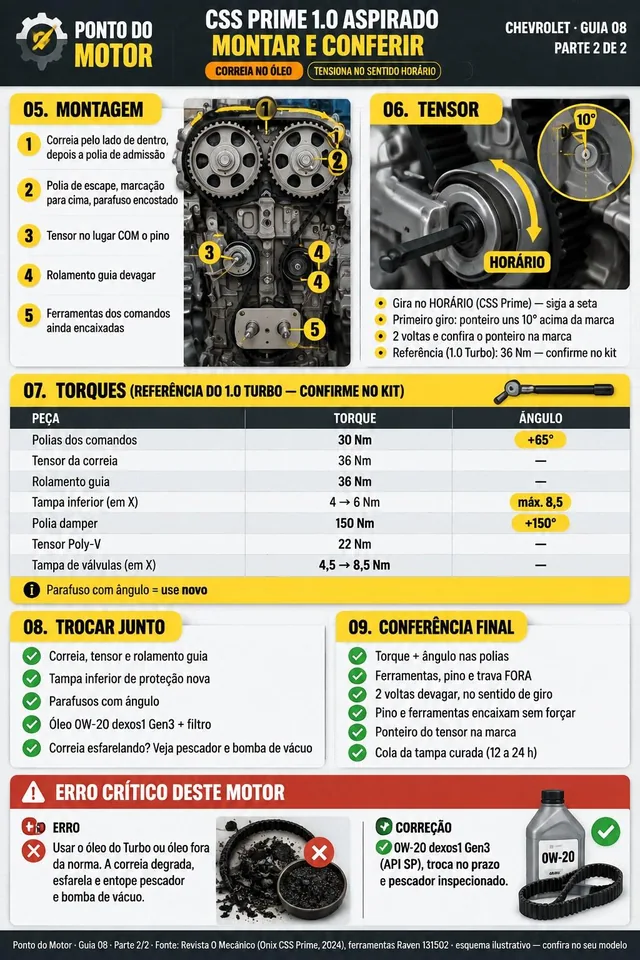 PONTO DO
MOTOR
CSS PRIME 1.0 ASPIRADO
MONTAR E CONFERIR
CORREIA NO ÓLEO
TENSIONA NO SENTIDO HORÁRIO
CHEVROLET · GUIA 08
PARTE 2 DE 2
05. MONTAGEM
1 Correia pelo lado de dentro,
depois a polia de admissão
2 Polia de escape, marcação
para cima, parafuso encostado
3 Tensor no lugar COM o pino
4 Rolamento guia devagar
5 Ferramentas dos comandos
ainda encaixadas
1
1
2
3
4
4
5
06. TENSOR
10°
HORÁRIO
Gira no HORÁRIO (CSS Prime) — siga a seta
Primeiro giro: ponteiro uns 10° acima da marca
2 voltas e confira o ponteiro na marca
Referência (1.0 Turbo): 36 Nm — confirme no kit
07. TORQUES (REFERÊNCIA DO 1.0 TURBO — CONFIRME NO KIT)
PEÇA TORQUE ÂNGULO
Polias dos comandos 30 Nm +65°
Tensor da correia 36 Nm —
Rolamento guia 36 Nm —
Tampa inferior (em X) 4 → 6 Nm máx. 8,5
Polia damper 150 Nm +150°
Tensor Poly-V 22 Nm —
Tampa de válvulas (em X) 4,5 → 8,5 Nm —
i Parafuso com ângulo = use novo
08. TROCAR JUNTO
Correia, tensor e rolamento guia
Tampa inferior de proteção nova
Parafusos com ângulo
Óleo 0W-20 dexos1 Gen3 + filtro
Correia esfarelando? Veja pescador e bomba de vácuo
09. CONFERÊNCIA FINAL
Torque + ângulo nas polias
Ferramentas, pino e trava FORA
2 voltas devagar, no sentido de giro
Pino e ferramentas encaixam sem forçar
Ponteiro do tensor na marca
Cola da tampa curada (12 a 24 h)
ERRO CRÍTICO DESTE MOTOR
ERRO
Usar o óleo do Turbo ou óleo fora
da norma. A correia degrada,
esfarela e entope pescador
e bomba de vácuo.
CORREÇÃO
0W-20 dexos1 Gen3
(API SP), troca no prazo
e pescador inspecionado.
0W-20
Ponto do Motor · Guia 08 · Parte 2/2 · Fonte: Revista O Mecânico (Onix CSS Prime, 2024), ferramentas Raven 131502 · esquema ilustrativo — confira no seu modelo